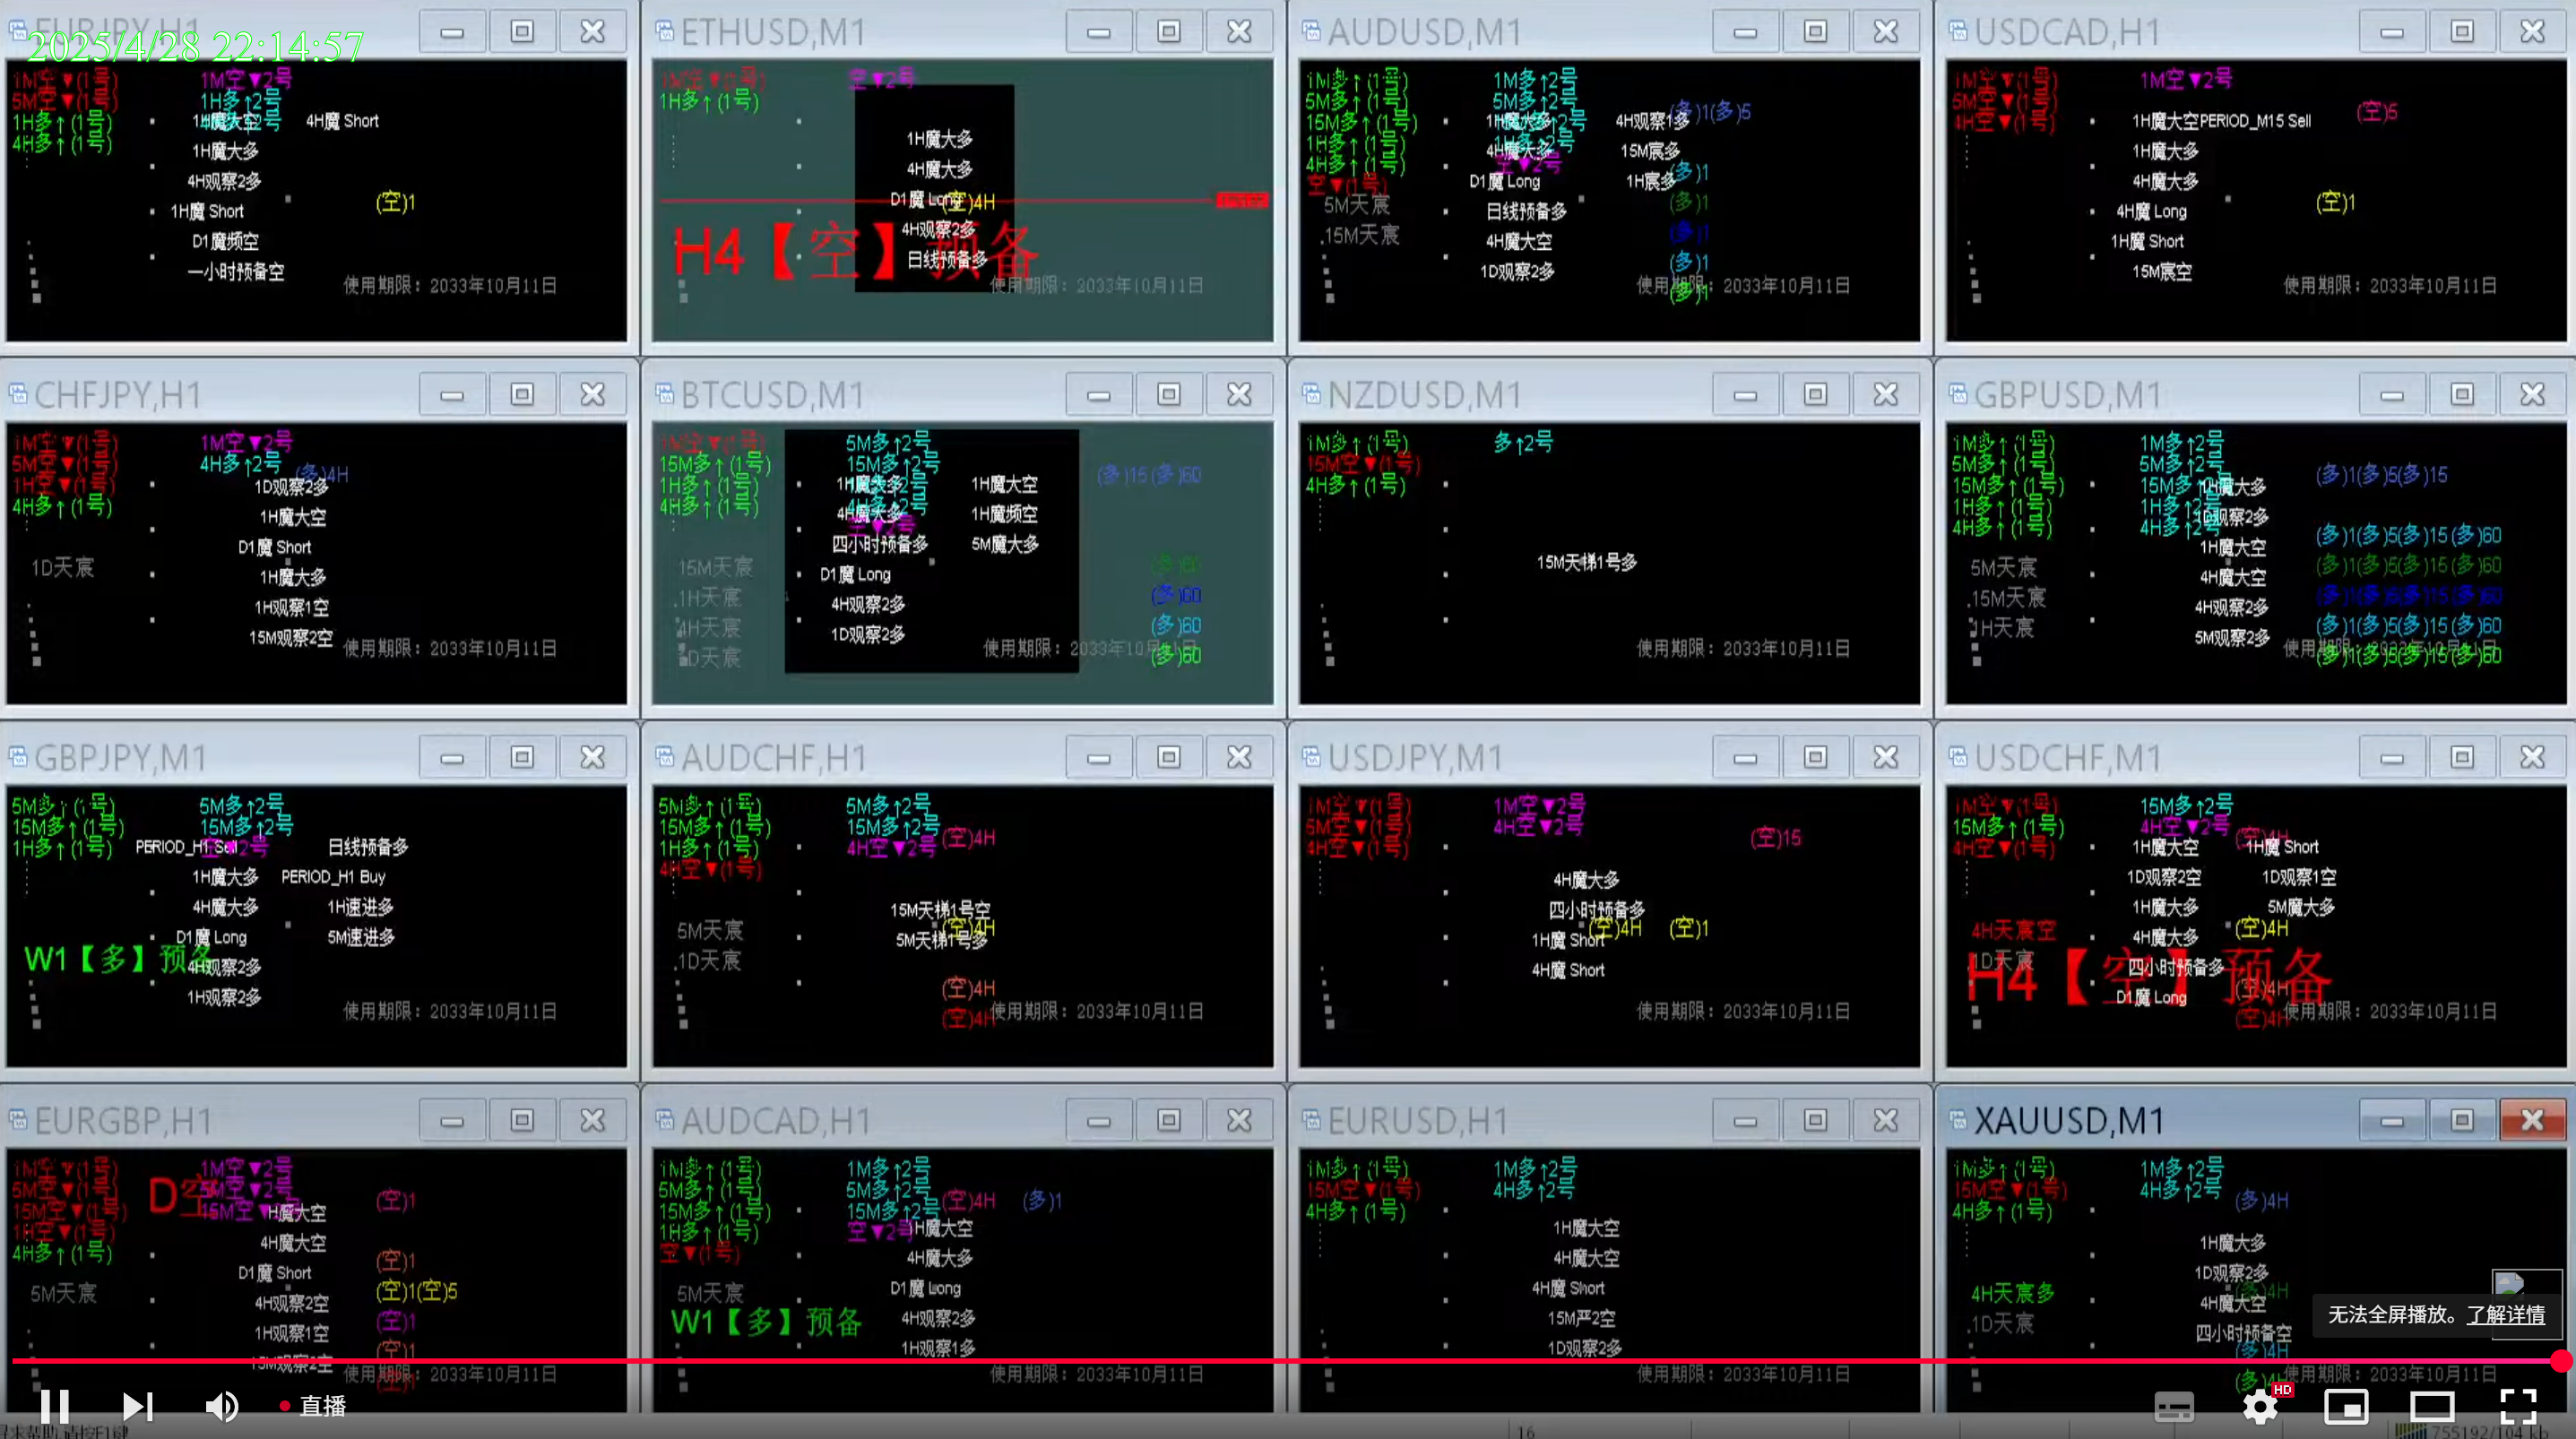 EURJPY,H1
2025/4/28 22:14:57
1M空▼(1号)
5M空▼(1号)
1H多↑(1号)
4H多↑(1号)
1M空▼2号
1H多↑2号
1H魔大空
4H魔 Short
1H魔大多
4H观察2多
1H魔 Short
(空)1
D1魔频空
一小时预备空
使用期限：2033年10月11日
ETHUSD,M1
1M空▼(1号)
1H多↑(1号)
空▼2号
1H魔大多
4H魔大多
D1魔 Long
(空)4H
4H观察2多
H4【空】预备
日线预备多
使用期限：2033年10月11日
AUDUSD,M1
1M多↑(1号)
5M多↑(1号)
15M多↑(1号)
1H多↑(1号)
4H多↑(1号)
空▼(1号)
5M天宸
.15M天宸
1M多↑2号
5M多↑2号
空▼2号
(多)1(多)5
1H魔大多
4H观察1多
4H魔大多
15M宸多
D1魔 Long
1H宸多
日线预备多
4H魔大空
1D观察2多
(多)1
(多)1
(多)1
(多)1
(多)1
使用期限：2033年10月11日
USDCAD,H1
1M空▼(1号)
5M空▼(1号)
4H空▼(1号)
1M空▼2号
(空)5
1H魔大空PERIOD_M15 Sell
1H魔大多
4H魔大多
4H魔 Long
(空)1
1H魔 Short
15M宸空
使用期限：2033年10月11日
CHFJPY,H1
1M空▼(1号)
5M空▼(1号)
1H空▼(1号)
4H多↑(1号)
1D天宸
1M空▼2号
4H多↑2号
(多)4H
1D观察2多
1H魔大空
D1魔 Short
1H魔大多
1H观察1空
15M观察2空
使用期限：2033年10月11日
BTCUSD,M1
1M空▼(1号)
15M多↑(1号)
1H多↑(1号)
4H多↑(1号)
15M天宸
.1H天宸
4H天宸
D天宸
5M多↑2号
15M多↑2号
4H多↑2号
空▼2号
(多)15(多)60
1H魔大多
1H魔大空
4H魔大多
1H魔频空
四小时预备多
5M魔大多
D1魔 Long
4H观察2多
1D观察2多
(多)60
(多)60
(多)60
(多)60
使用期限：2033年10月11日
NZDUSD,M1
1M多↑(1号)
15M空▼(1号)
4H多↑(1号)
多↑2号
15M天梯1号多
使用期限：2033年10月11日
GBPUSD,M1
1M多↑(1号)
5M多↑(1号)
15M多↑(1号)
1H多↑(1号)
4H多↑(1号)
5M天宸
.15M天宸
1H天宸
1M多↑2号
5M多↑2号
15M多↑2号
1H多↑2号
4H多↑2号
1H魔大多
1D观察2多
1H魔大空
4H魔大空
4H观察2多
5M观察2多
(多)1(多)5(多)15
(多)1(多)5(多)15(多)60
(多)1(多)5(多)15(多)60
(多)1(多)5(多)15(多)60
(多)1(多)5(多)15(多)60
(多)1(多)5(多)15(多)60
使用期限：2033年10月11日
GBPJPY,M1
5M多↑(1号)
15M多↑(1号)
1H多↑(1号)
5M多↑2号
15M多↑2号
空▼2号
PERIOD_H1 Sell
日线预备多
1H魔大多
PERIOD_H1 Buy
4H魔大多
1H速进多
D1魔 Long
5M速进多
W1【多】预备
4H观察2多
1H观察2多
使用期限：2033年10月11日
AUDCHF,H1
5M多↑(1号)
15M多↑(1号)
1H多↑(1号)
4H空▼(1号)
5M天宸
.1D天宸
5M多↑2号
15M多↑2号
4H空▼2号
(空)4H
15M天梯1号空
(空)4H
5M天梯1号多
(空)4H
(空)4H
使用期限：2033年10月11日
USDJPY,M1
1M空▼(1号)
5M空▼(1号)
4H空▼(1号)
1M空▼2号
4H空▼2号
(空)15
4H魔大多
四小时预备多
(空)4H
(空)1
1H魔 Short
4H魔 Short
使用期限：2033年10月11日
USDCHF,M1
1M空▼(1号)
15M多↑(1号)
4H空▼(1号)
4H天宸空
1D天宸
15M多↑2号
4H空▼2号
(空)4H
1H魔大空
1H魔 Short
1D观察2空
1D观察1空
1H魔大多
5M魔大多
4H魔大多
(空)4H
H4【空】预备
四小时预备多
D1魔 Long
(空)4H
(空)4H
使用期限：2033年10月11日
EURGBP,H1
1M空▼(1号)
5M空▼(1号)
15M空▼(1号)
1H空▼(1号)
4H多↑(1号)
5M天宸
D空
1M空▼2号
5M空▼2号
15M空▼
H魔大空
4H魔大空
D1魔 Short
4H观察2空
1H观察1空
15M观察2空
(空)1
(空)1
(空)1(空)5
(空)1
(空)1
使用期限：2033年10月11日
AUDCAD,H1
1M多↑(1号)
5M多↑(1号)
15M多↑(1号)
1H多↑(1号)
空▼(1号)
5M天宸
1M多↑2号
5M多↑2号
15M多↑2号
空▼2号
(空)4H
(多)1
H魔大空
4H魔大多
D1魔 Long
W1【多】预备
4H观察2多
1H观察1多
使用期限：2033年10月11日
EURUSD,H1
1M多↑(1号)
15M空▼(1号)
4H多↑(1号)
1M多↑2号
4H多↑2号
1H魔大空
4H魔大空
4H魔 Short
15M严2空
1D观察2多
使用期限：2033年10月11日
XAUUSD,M1
1M多↑(1号)
15M空▼(1号)
4H多↑(1号)
4H天宸多
.1D天宸
1M多↑2号
4H多↑2号
(多)4H
1H魔大多
1D观察2多
(多)4H
4H魔大空
四小时预备空
(多)4H
使用期限：2033年10月11日
无法全屏播放。了解详情
直播
HD
16
755192/104 kb